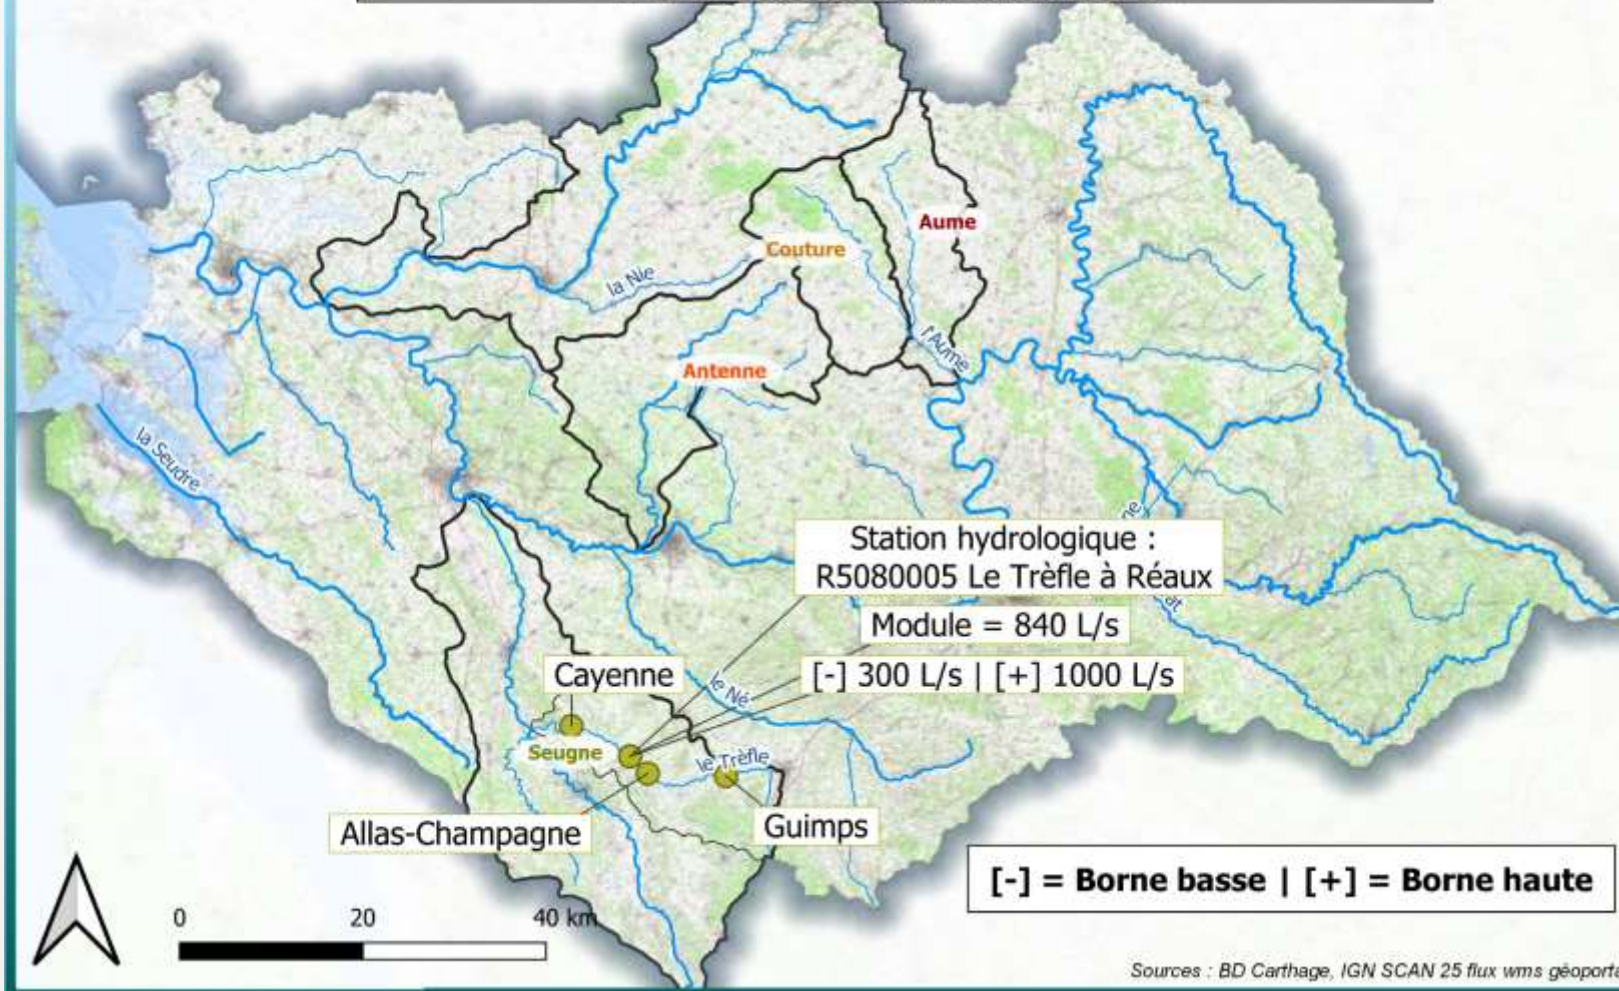 Aume
Couture
la Nie
l'Aume
Antenne
la Seudre
Station hydrologique :
R5080005 Le Trèfle à Réaux
Module = 840 L/s
[-] 300 L/s | [+] 1000 L/s
Cayenne
le Né
Seugne
le Trèfle
Allas-Champagne
Guimps
[-] = Borne basse | [+] = Borne haute
0 20 40 km
Sources : BD Carthage, IGN SCAN 25 flux wms géoporta